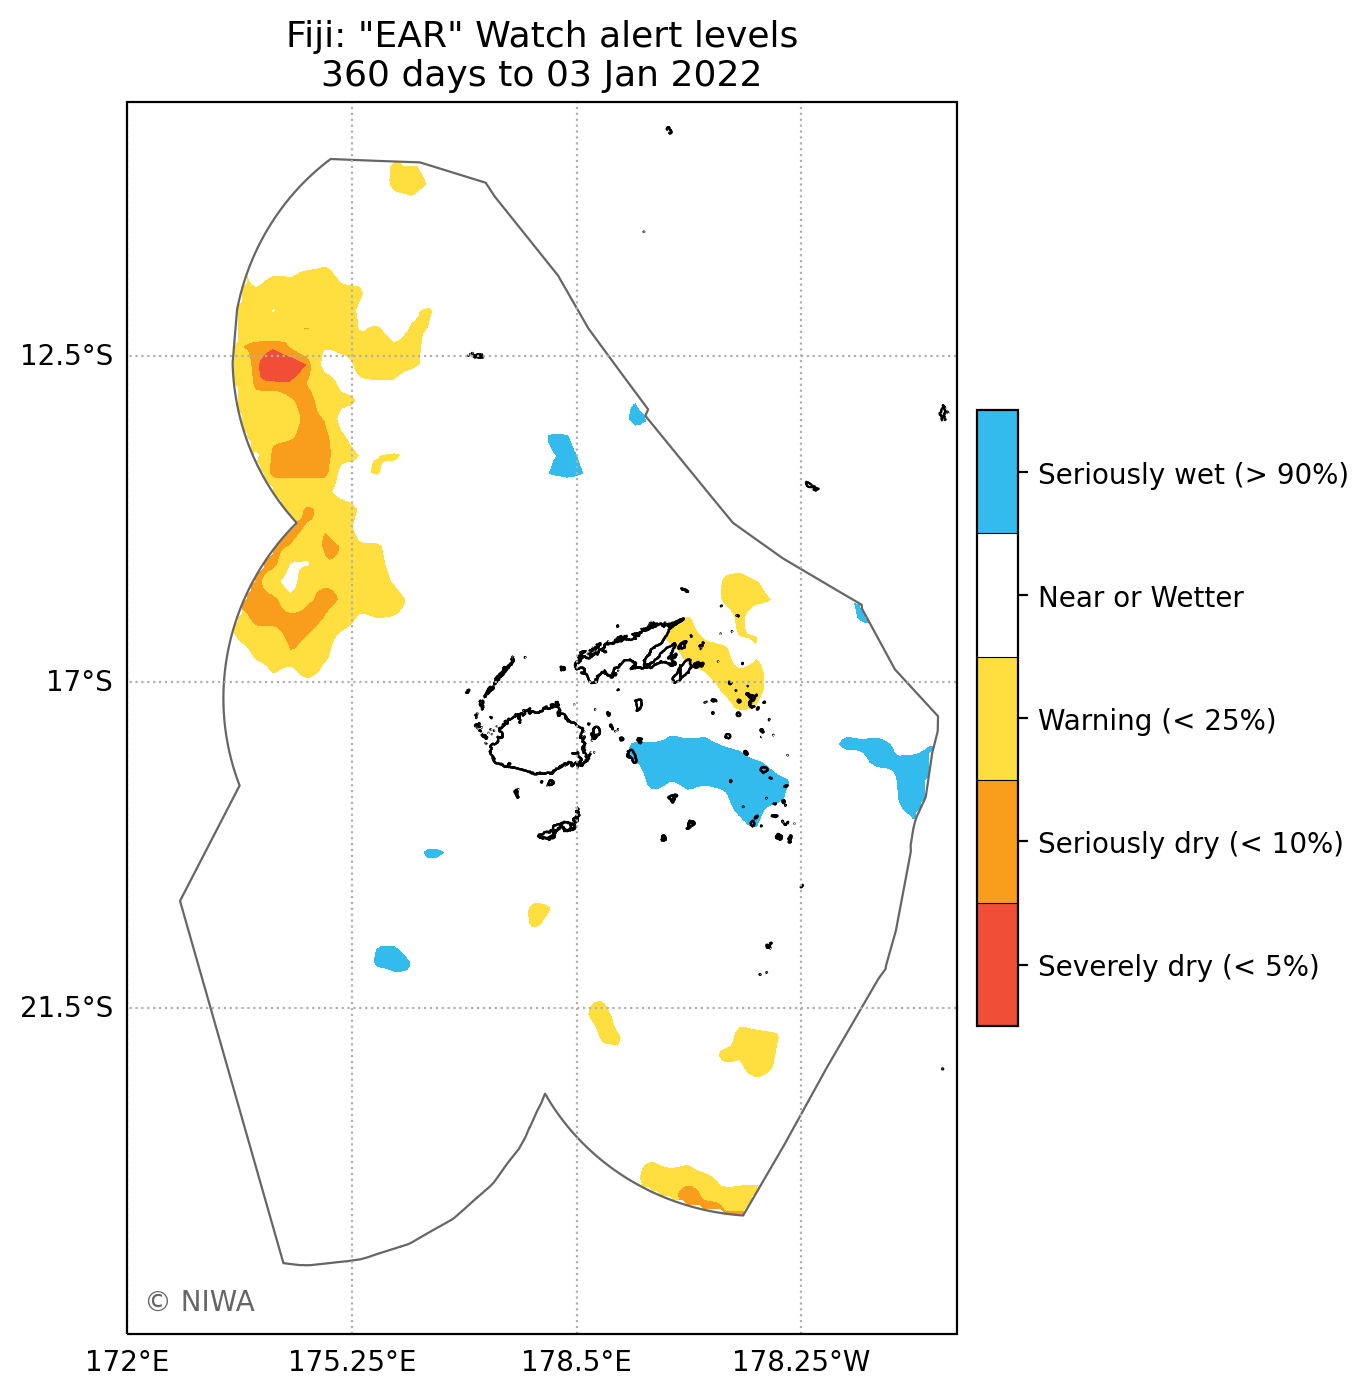 Fiji: "EAR" Watch alert levels
360 days to 03 Jan 2022
12.5°S
17°S
21.5°S
172°E
175.25°E
178.5°E
178.25°W
Seriously wet (> 90%)
Near or Wetter
Warning (< 25%)
Seriously dry (< 10%)
Severely dry (< 5%)
© NIWA